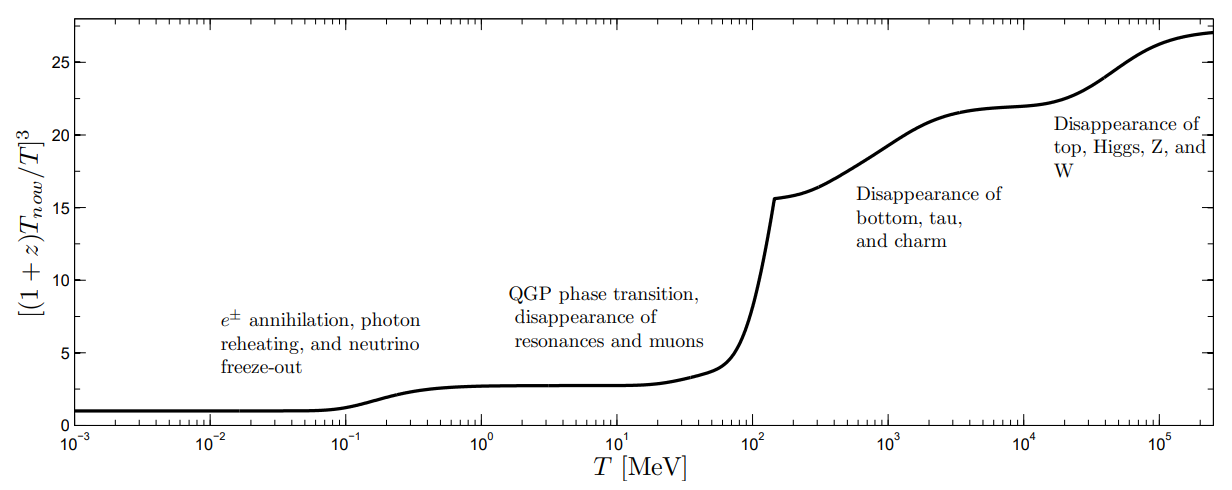 [(1 + z)T_{now}/T]^3
25
20
15
10
5
0
e^± annihilation, photon
reheating, and neutrino
freeze-out
QGP phase transition,
disappearance of
resonances and muons
Disappearance of
bottom, tau,
and charm
Disappearance of
top, Higgs, Z, and
W
10^{−3}
10^{−2}
10^{−1}
10^0
10^1
10^2
10^3
10^4
10^5
T [MeV]